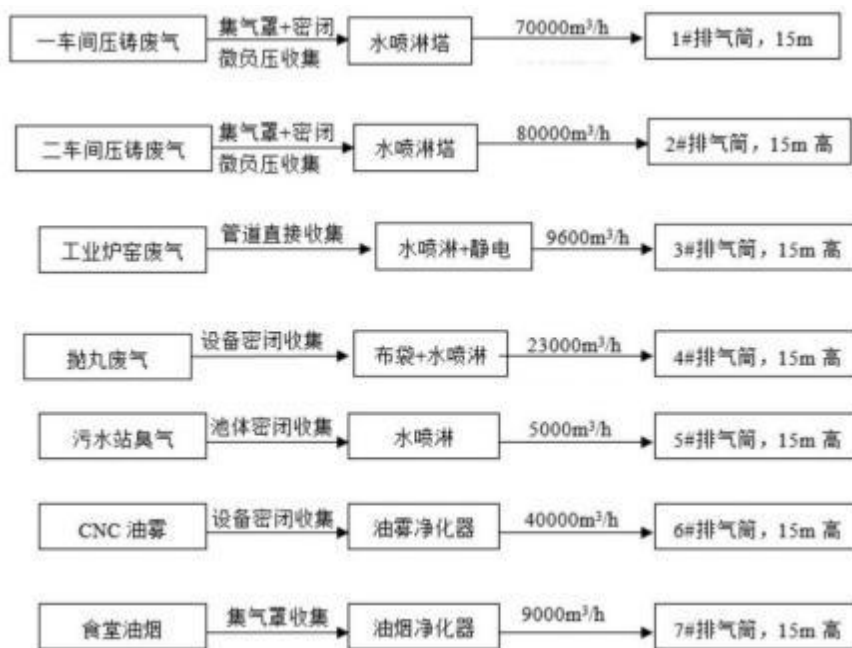 一车间压铸废气
集气罩+密闭
微负压收集
水喷淋塔
70000m³/h
1#排气筒，15m
二车间压铸废气
集气罩+密闭
微负压收集
水喷淋塔
80000m³/h
2#排气筒，15m 高
工业炉窑废气
管道直接收集
水喷淋+静电
9600m³/h
3#排气筒，15m 高
抛丸废气
设备密闭收集
布袋+水喷淋
23000m³/h
4#排气筒，15m 高
污水站臭气
池体密闭收集
水喷淋
5000m³/h
5#排气筒，15m 高
CNC 油雾
设备密闭收集
油雾净化器
40000m³/h
6#排气筒，15m 高
食堂油烟
集气罩收集
油烟净化器
9000m³/h
7#排气筒，15m 高